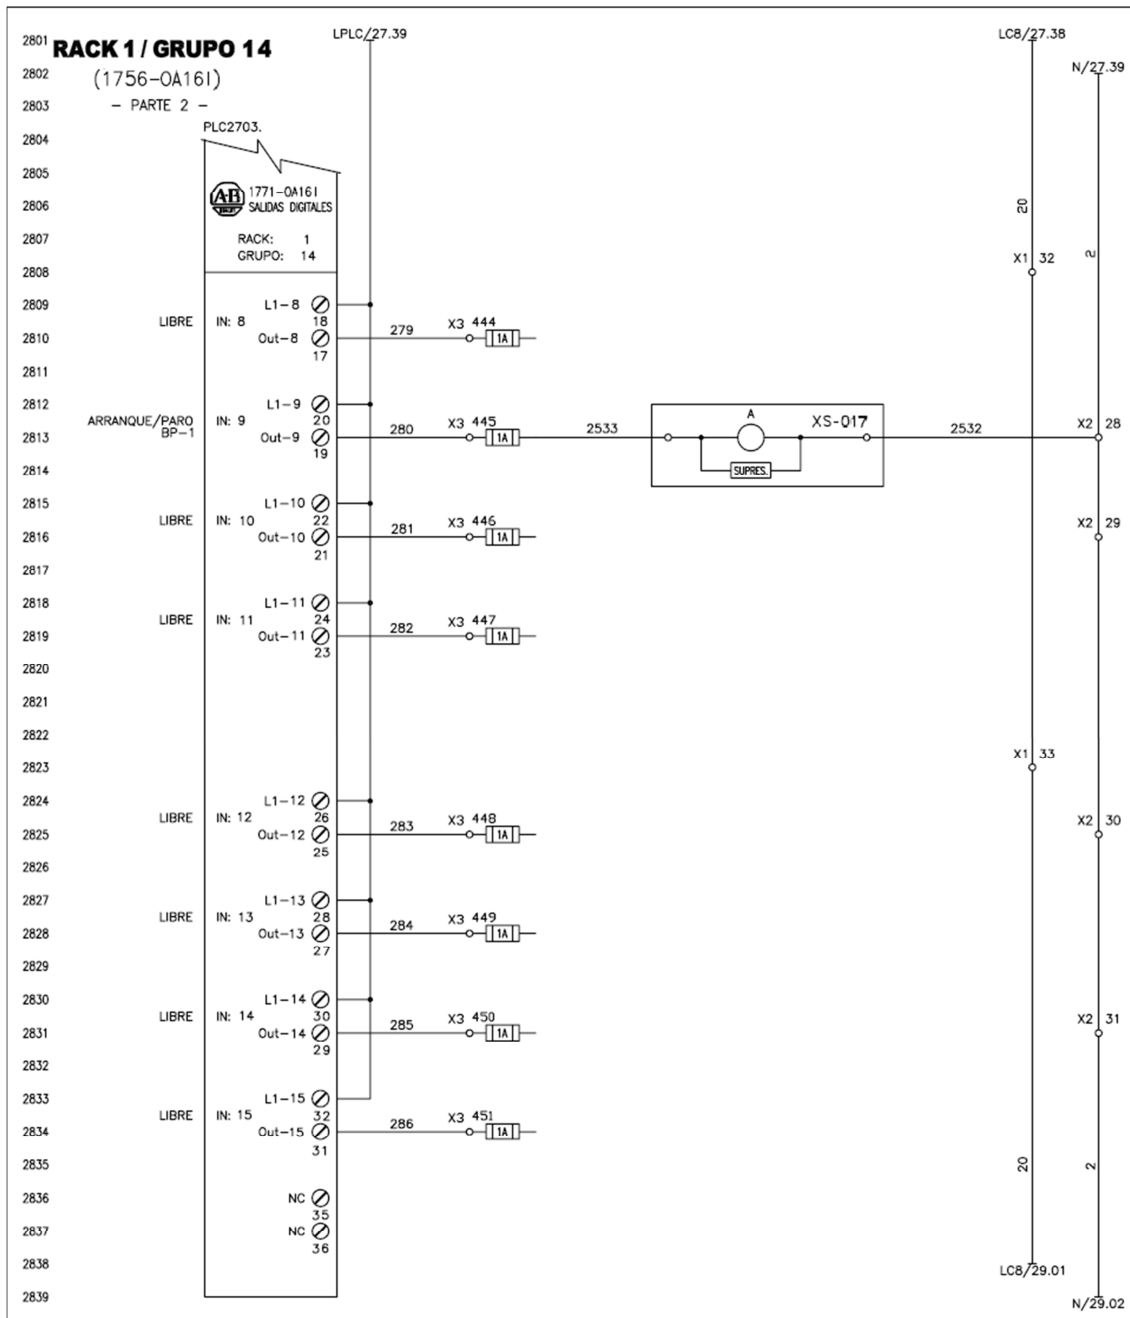 LPLC/27.39
LC8/27.38
2801
RACK 1 / GRUPO 14
2802
(1756-OA16I)
N/27.39
2803
- PARTE 2 -
PLC2703.
2804
2805
A-B
1771-OA16I
2806
SALIDAS DIGITALES
20
2807
RACK: 1
GRUPO: 14
2
X1 32
2808
2809
L1-8
18
LIBRE
IN: 8
2810
Out-8
17
279
X3 444
1A
2811
2812
L1-9
20
ARRANQUE/PARO
BP-1
IN: 9
2813
Out-9
19
280
X3 445
1A
2533
A
XS-017
2532
X2 28
2814
SUPRES.
2815
L1-10
22
LIBRE
IN: 10
2816
Out-10
21
281
X3 446
1A
X2 29
2817
2818
L1-11
24
LIBRE
IN: 11
2819
Out-11
23
282
X3 447
1A
2820
2821
2822
2823
X1 33
2824
L1-12
26
LIBRE
IN: 12
2825
Out-12
25
283
X3 448
1A
X2 30
2826
2827
L1-13
28
LIBRE
IN: 13
2828
Out-13
27
284
X3 449
1A
2829
2830
L1-14
30
LIBRE
IN: 14
2831
Out-14
29
285
X3 450
1A
X2 31
2832
2833
L1-15
32
LIBRE
IN: 15
2834
Out-15
31
286
X3 451
1A
2835
20
2
2836
NC
35
2837
NC
36
2838
LC8/29.01
2839
N/29.02